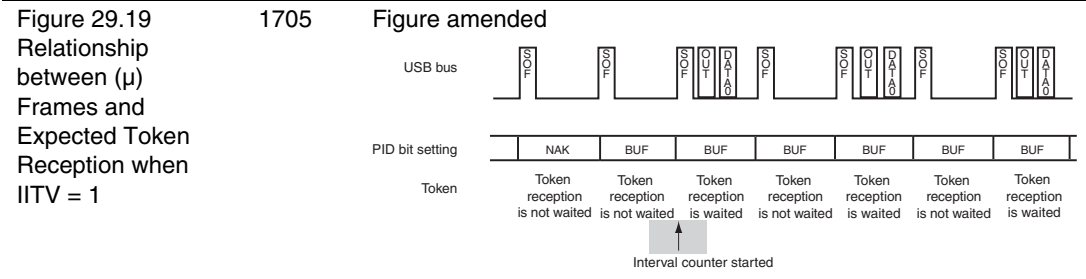 Figure 29.19
Relationship
between (μ)
Frames and
Expected Token
Reception when
IITV = 1
1705
Figure amended
USB bus
SOF SOF SOF OUT DATA0 SOF SOF OUT DATA0 SOF SOF OUT DATA0
PID bit setting NAK BUF BUF BUF BUF BUF BUF
Token
Token Token Token Token Token Token Token
reception reception reception reception reception reception reception
is not waited is not waited is waited is not waited is waited is not waited is waited
Interval counter started